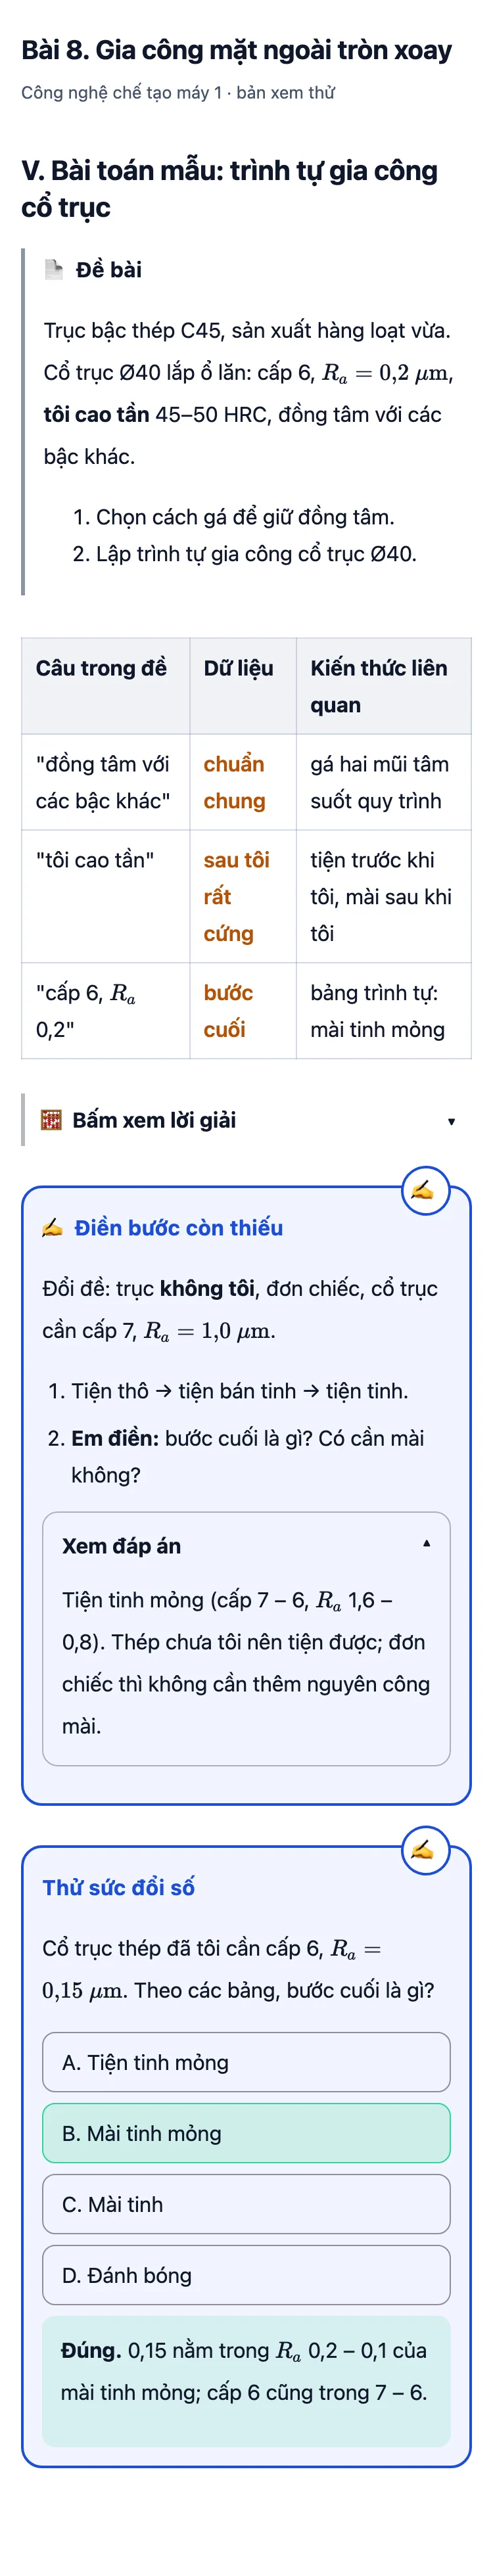 Bài 8. Gia công mặt ngoài tròn xoay
Công nghệ chế tạo máy 1 · bản xem thử
V. Bài toán mẫu: trình tự gia công
cổ trục
Đề bài
Trục bậc thép C45, sản xuất hàng loạt vừa.
Cổ trục Ø40 lắp ổ lăn: cấp 6, Rₐ = 0,2 μm,
tôi cao tần 45–50 HRC, đồng tâm với các
bậc khác.
1. Chọn cách gá để giữ đồng tâm.
2. Lập trình tự gia công cổ trục Ø40.
Câu trong đề
Dữ liệu
Kiến thức liên
quan
"đồng tâm với
các bậc khác"
chuẩn
chung
gá hai mũi tâm
suốt quy trình
"tôi cao tần"
sau tôi
rất
cứng
tiện trước khi
tôi, mài sau khi
tôi
"cấp 6, Rₐ
0,2"
bước
cuối
bảng trình tự:
mài tinh mỏng
Bấm xem lời giải
Điền bước còn thiếu
Đổi đề: trục không tôi, đơn chiếc, cổ trục
cần cấp 7, Rₐ = 1,0 μm.
1. Tiện thô → tiện bán tinh → tiện tinh.
2. Em điền: bước cuối là gì? Có cần mài
không?
Xem đáp án
Tiện tinh mỏng (cấp 7 – 6, Rₐ 1,6 –
0,8). Thép chưa tôi nên tiện được; đơn
chiếc thì không cần thêm nguyên công
mài.
Thử sức đổi số
Cổ trục thép đã tôi cần cấp 6, Rₐ =
0,15 μm. Theo các bảng, bước cuối là gì?
A. Tiện tinh mỏng
B. Mài tinh mỏng
C. Mài tinh
D. Đánh bóng
Đúng. 0,15 nằm trong Rₐ 0,2 – 0,1 của
mài tinh mỏng; cấp 6 cũng trong 7 – 6.